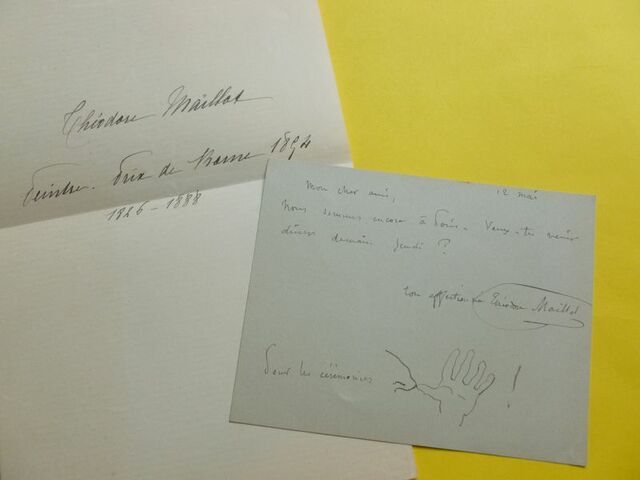 Théodore Maillot
Peintre. Prix de Rome 1854
1826 - 1888
12 mai
Mon cher ami,
Nous sommes encore à Paris. Veux-tu venir
dîner demain Jeudi ?
ton affectionné Théodore Maillot
Pour les cérémonies !